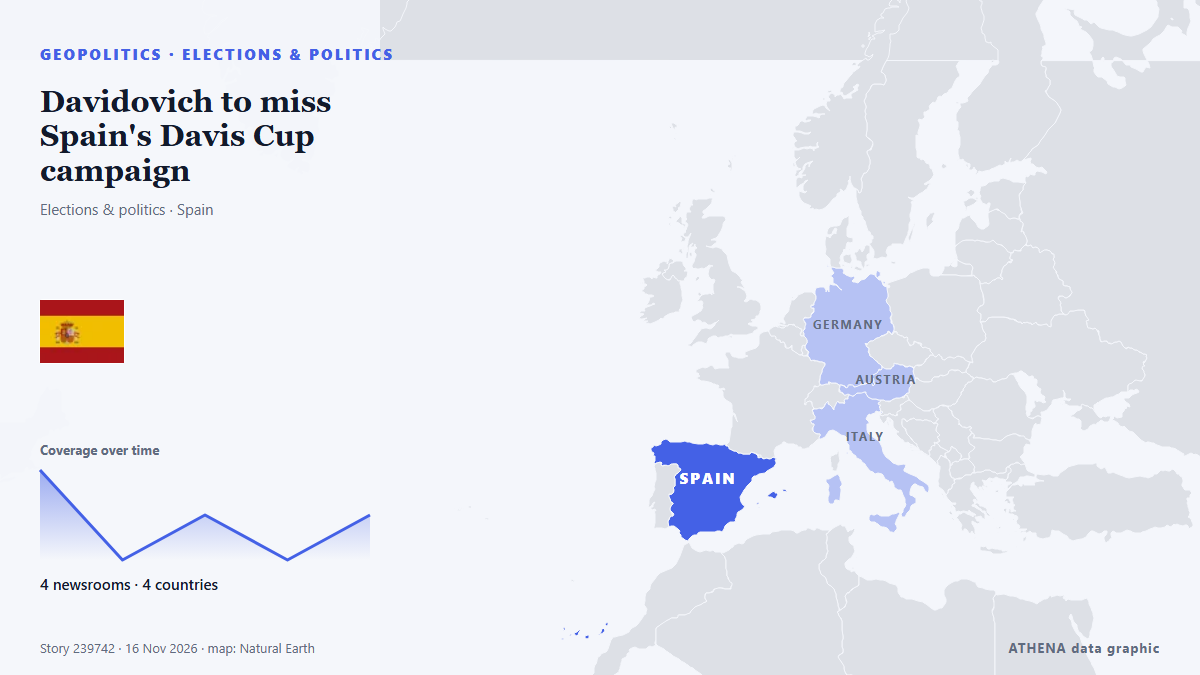 GEOPOLITICS · ELECTIONS & POLITICS
Davidovich to miss
Spain's Davis Cup
campaign
Elections & politics · Spain
GERMANY
AUSTRIA
ITALY
SPAIN
Coverage over time
4 newsrooms · 4 countries
Story 239742 · 16 Nov 2026 · map: Natural Earth
ATHENA data graphic